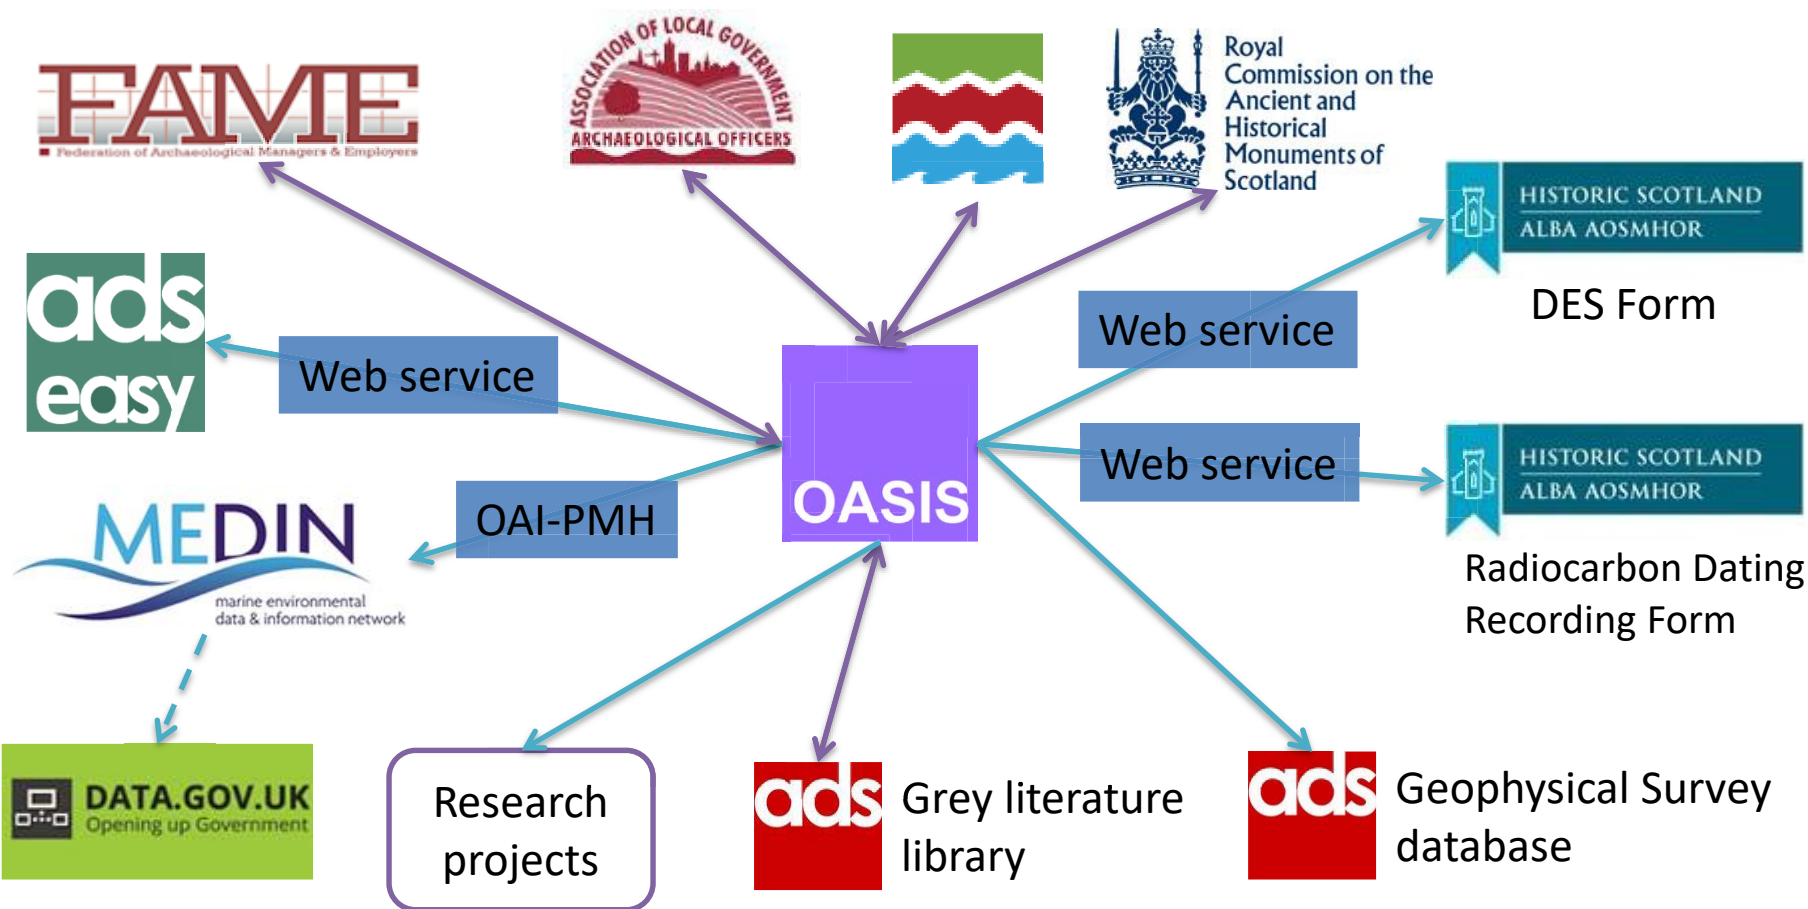 FAME
Federation of Archaeological Managers & Employers
ASSOCIATION OF LOCAL GOVERNMENT
ARCHAEOLOGICAL OFFICERS
Royal
Commission on the
Ancient and
Historical
Monuments of
Scotland
HISTORIC SCOTLAND
ALBA AOSMHOR
DES Form
ads
easy
Web service
Web service
OASIS
Web service
HISTORIC SCOTLAND
ALBA AOSMHOR
Radiocarbon Dating
Recording Form
OAI-PMH
MEDIN
marine environmental
data & information network
DATA.GOV.UK
Opening up Government
Research
projects
ads
Grey literature
library
ads
Geophysical Survey
database